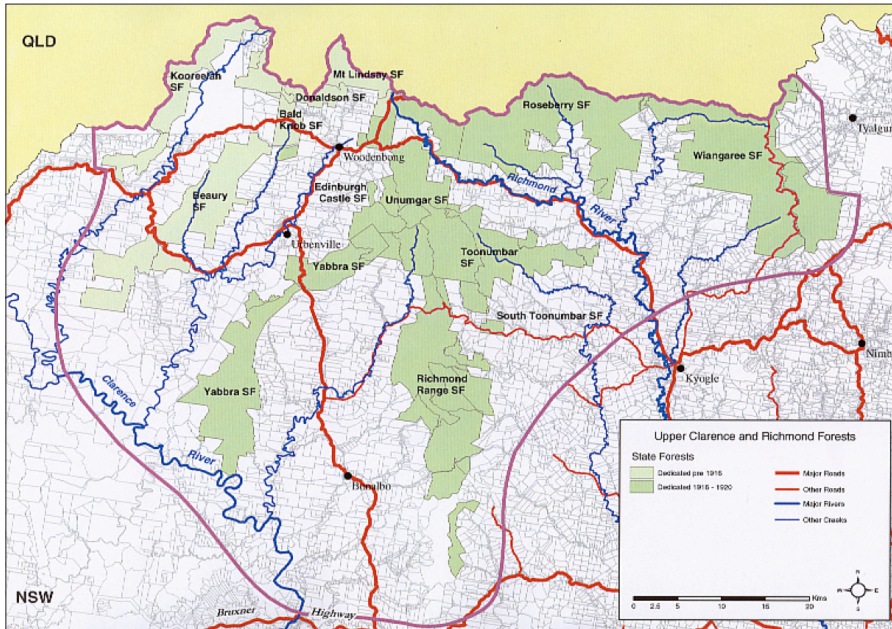 QLD
Koreelah
SF
Mt Lindsay SF
Donaldson SF
Bald
Knob SF
Roseberry SF
Tyalgum
Woodenbong
Wiangaree SF
Beaury
SF
Edinburgh
Castle SF
Unumgar SF
Richmond
River
Urbenville
Yabbra SF
Toonumbar
SF
South Toonumbar SF
Clarence
River
Yabbra SF
Richmond
Range SF
Kyogle
Nimb
Bonalbo
Upper Clarence and Richmond Forests
State Forests
Dedicated pre 1916
Dedicated 1916 - 1920
Major Roads
Other Roads
Major Rivers
Other Creeks
N
W
E
S
0 2.5 5 10 15 20 Kms
NSW
Bruxner Highway